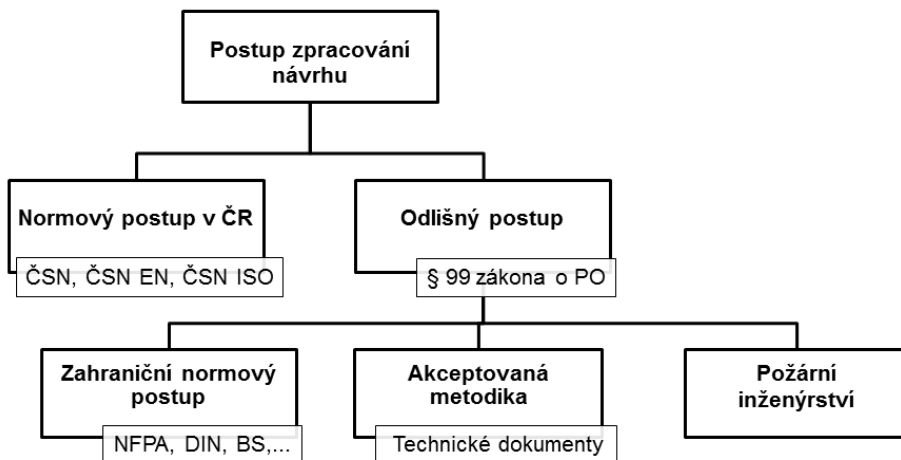 Postup zpracování
návrhu
Normový postup v ČR
ČSN, ČSN EN, ČSN ISO
Odlišný postup
§ 99 zákona o PO
Zahraniční normový
postup
NFPA, DIN, BS,...
Akceptovaná
metodika
Technické dokumenty
Požární
inženýrství